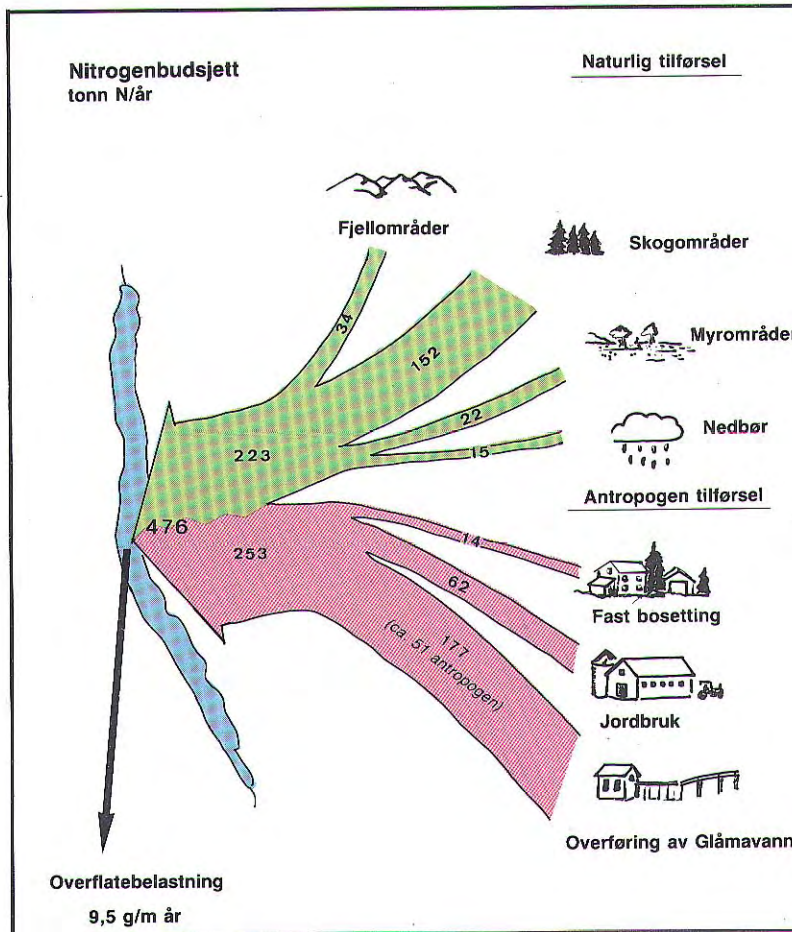 Nitrogenbudsjett
tonn N/år
Naturlig tilførsel
Fjellområder
Skogområder
Myrområder
Nedbør
34
152
22
15
223
476
Antropogen tilførsel
253
14
62
177
(ca. 51 antropogen)
Fast bosetting
Jordbruk
Overføring av Glåmavann
Overflatebelastning
9,5 g/m år